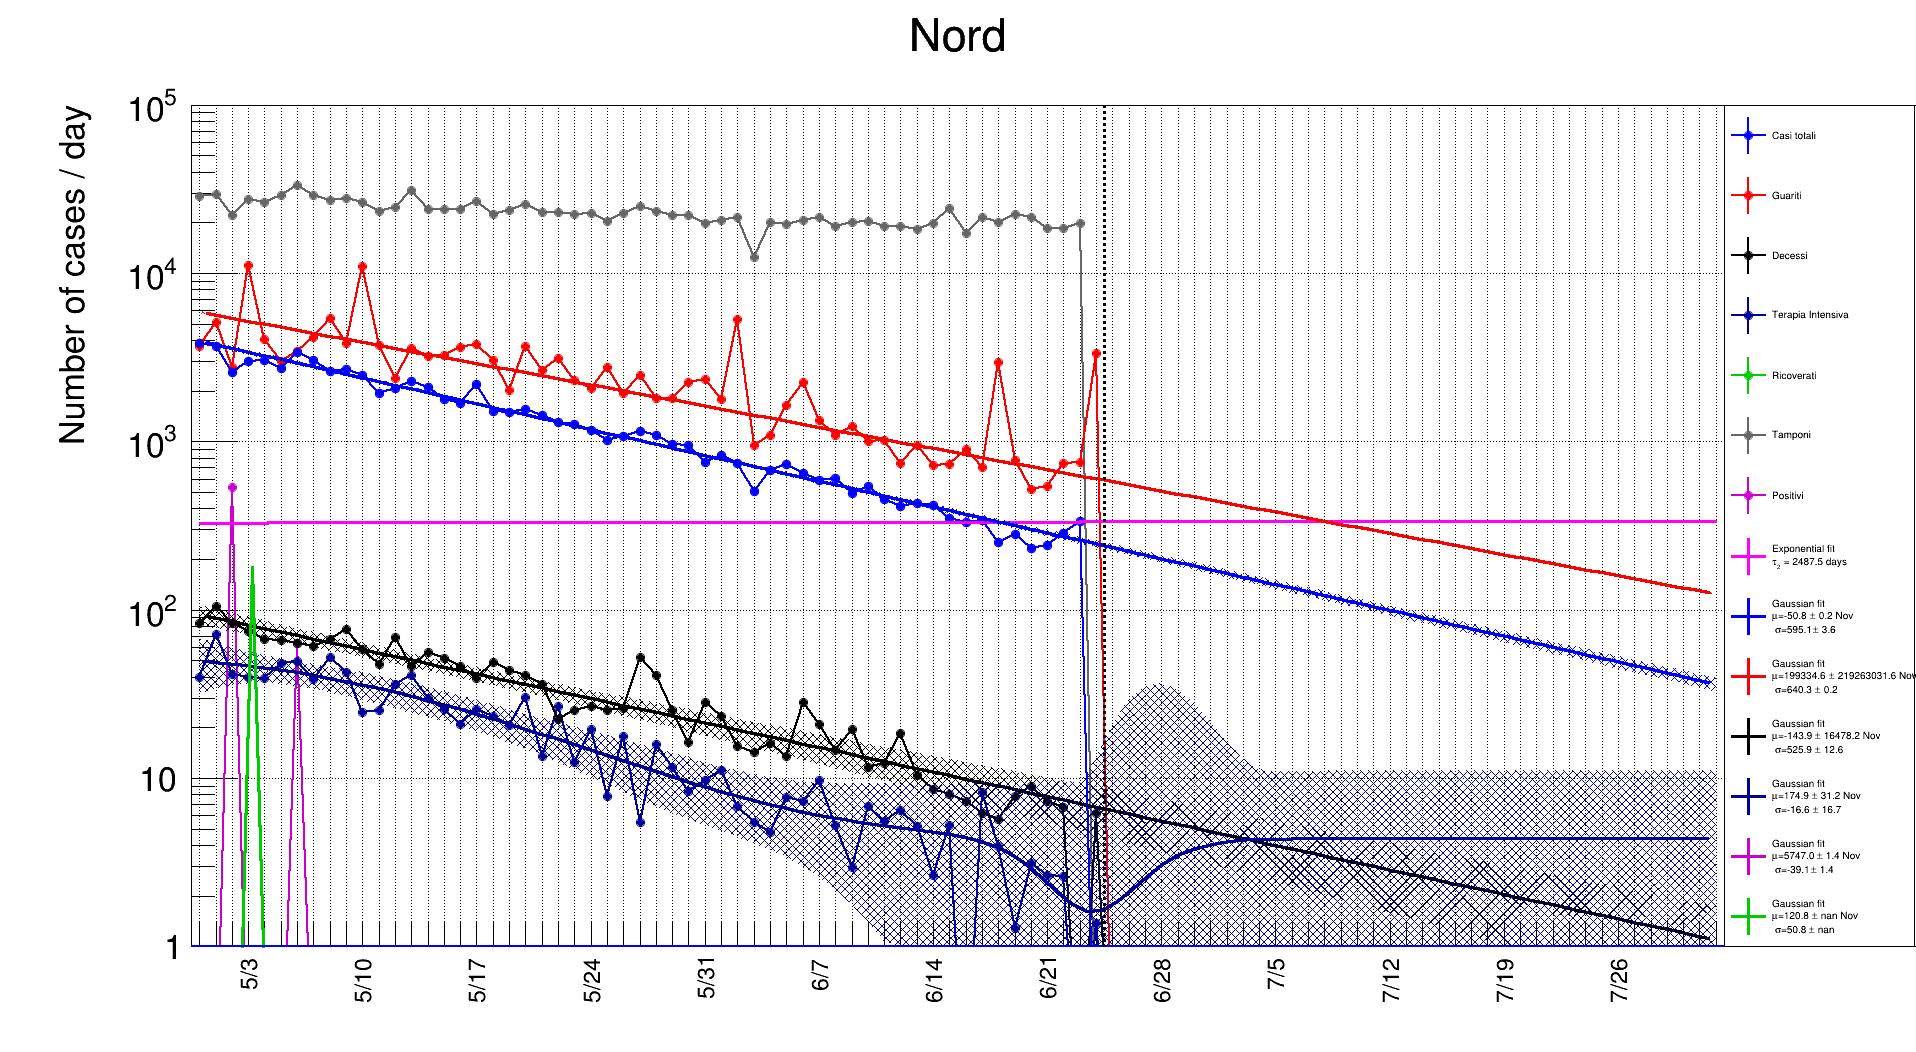 Nord
Number of cases / day
10^5
10^4
10^3
10^2
10
1
5/3
5/10
5/17
5/24
5/31
6/7
6/14
6/21
6/28
7/5
7/12
7/19
7/26
Casi totali
Guariti
Decessi
Terapia Intensiva
Ricoverati
Tamponi
Positivi
Exponential fit
τ_2 = 2487.5 days
Gaussian fit
μ=-50.8 ± 0.2 Nov
σ=595.1± 3.6
Gaussian fit
μ=199334.6 ± 219263031.6 Nov
σ=640.3 ± 0.2
Gaussian fit
μ=-143.9 ± 16478.2 Nov
σ=525.9 ± 12.6
Gaussian fit
μ=174.9 ± 31.2 Nov
σ=-16.6 ± 16.7
Gaussian fit
μ=5747.0 ± 1.4 Nov
σ=-39.1± 1.4
Gaussian fit
μ=120.8 ± nan Nov
σ=50.8 ± nan